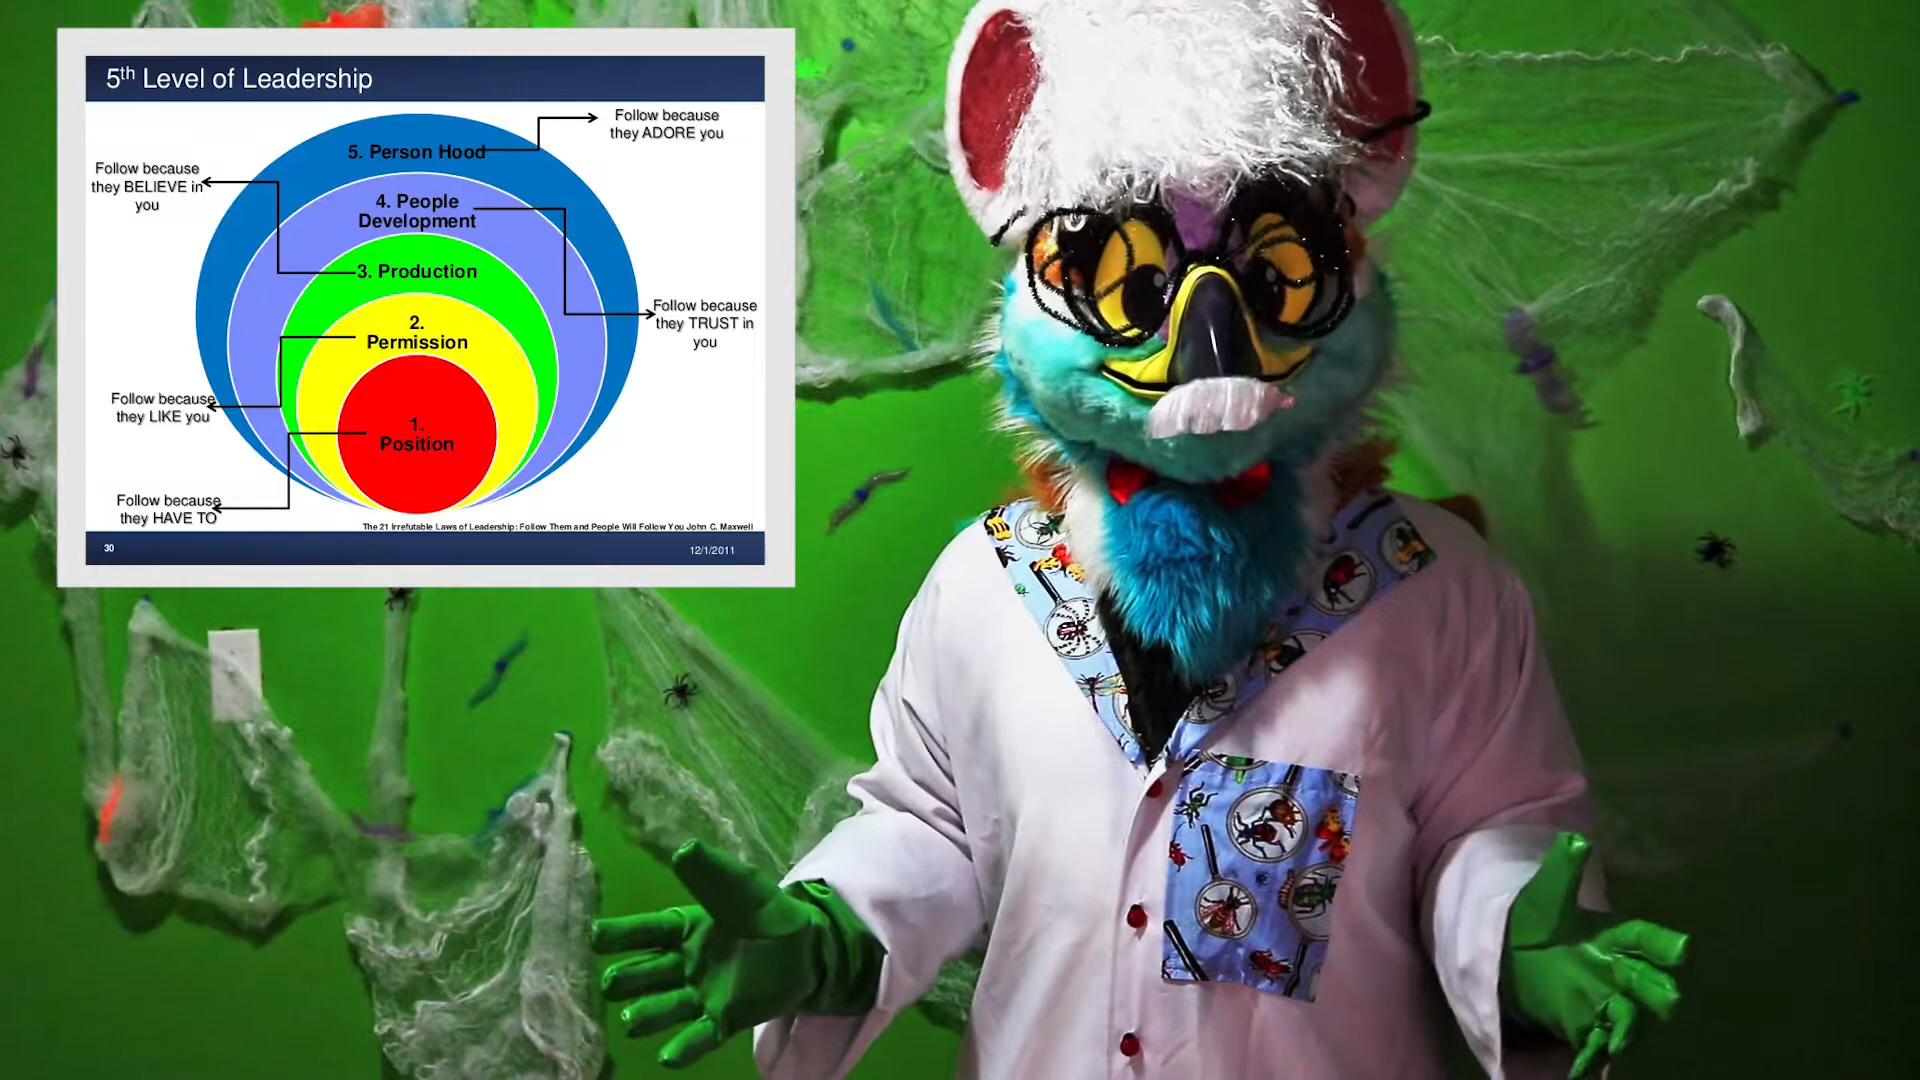 5th Level of Leadership
Follow because
they ADORE you
5. Person Hood
Follow because
they BELIEVE in
you
4. People
Development
3. Production
Follow because
they TRUST in
you
2.
Permission
Follow because
they LIKE you
1.
Position
Follow because
they HAVE TO
The 21 Irrefutable Laws of Leadership: Follow Them and People Will Follow You John C. Maxwell
30
12/1/2011